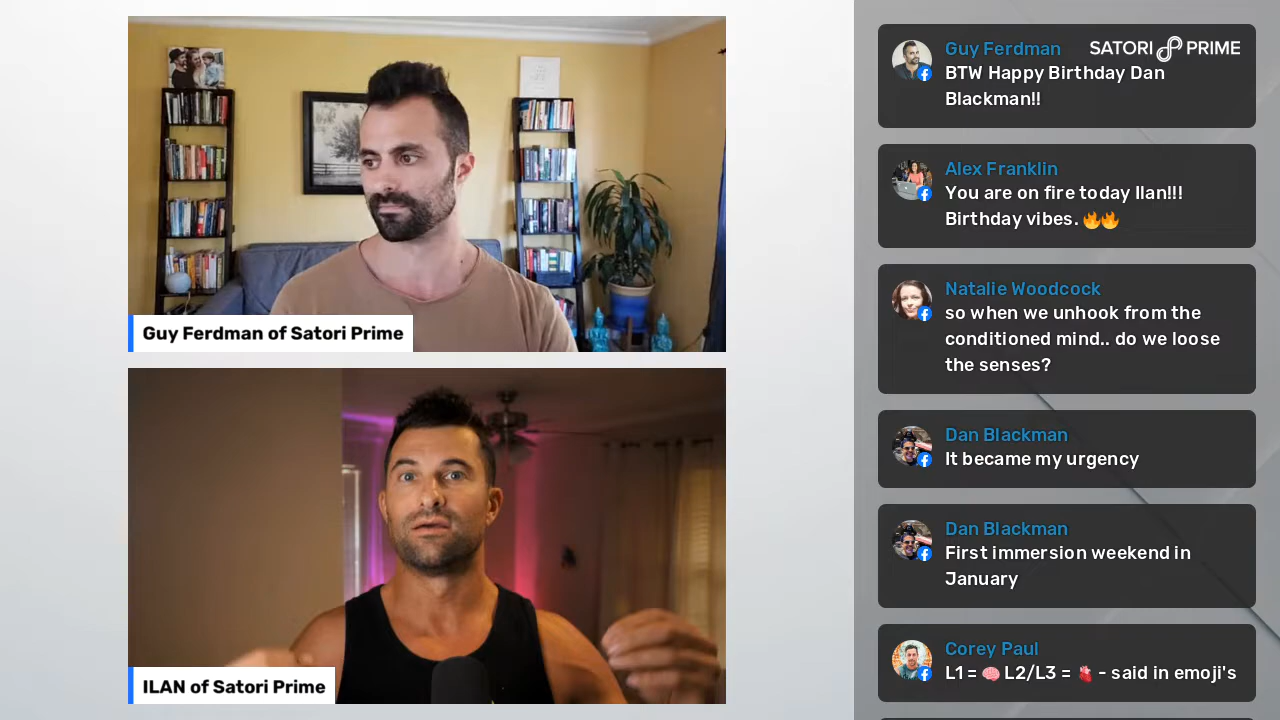 Guy Ferdman of Satori Prime
ILAN of Satori Prime
SATORI PRIME
Guy Ferdman
BTW Happy Birthday Dan
Blackman!!
Alex Franklin
You are on fire today Ilan!!!
Birthday vibes. 🔥🔥
Natalie Woodcock
so when we unhook from the
conditioned mind.. do we loose
the senses?
Dan Blackman
It became my urgency
Dan Blackman
First immersion weekend in
January
Corey Paul
L1 = 🧠 L2/L3 = 🫀 - said in emoji's